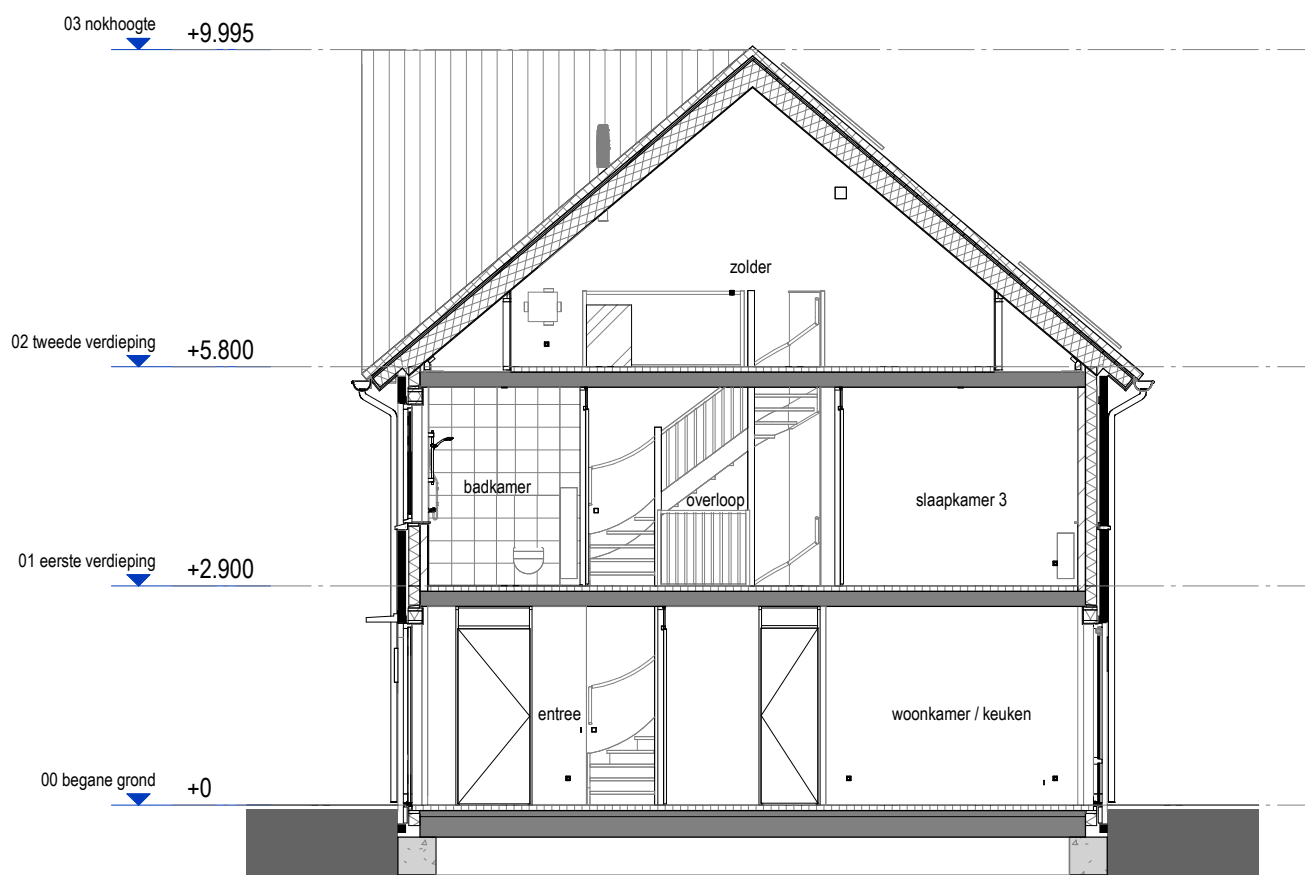 03 nokhoogte +9.995
zolder
02 tweede verdieping +5.800
badkamer
overloop
slaapkamer 3
01 eerste verdieping +2.900
entree
woonkamer / keuken
00 begane grond +0